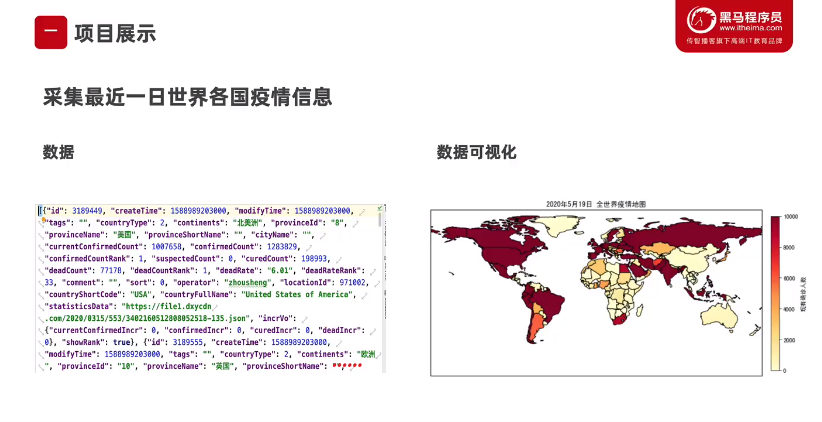 一 项目展示
黑马程序员
www.itheima.com
传智播客旗下高端IT教育品牌
采集最近一日世界各国疫情信息
数据
数据可视化
[{"id": 3189449, "createTime": 1588989203000, "modifyTime": 1588989203000,
"tags": "", "countryType": 2, "continents": "北美洲", "provinceId": "8",
"provinceName": "美国", "provinceShortName": "", "cityName": "",
"currentConfirmedCount": 1007658, "confirmedCount": 1283829,
"confirmedCountRank": 1, "suspectedCount": 0, "curedCount": 198993,
"deadCount": 77178, "deadCountRank": 1, "deadRate": "6.01", "deadRateRank":
33, "comment": "", "sort": 0, "operator": "zhousheng", "locationId": 971002,
"countryShortCode": "USA", "countryFullName": "United States of America",
"statisticsData": "https://file1.dxycdn
.com/2020/0315/553/3402160512808052518-135.json", "incrVo":
{"currentConfirmedIncr": 0, "confirmedIncr": 0, "curedIncr": 0, "deadIncr":
0}, "showRank": true}, {"id": 3189555, "createTime": 1588989203080,
"modifyTime": 1588989203000, "tags": "", "countryType": 2, "continents": "欧洲
", "provinceId": "10", "provinceName": "英国", "provinceShortName": "",
2020年5月19日 全世界疫情地图
10000
8000
6000
4000
2000
0
现有确诊人数